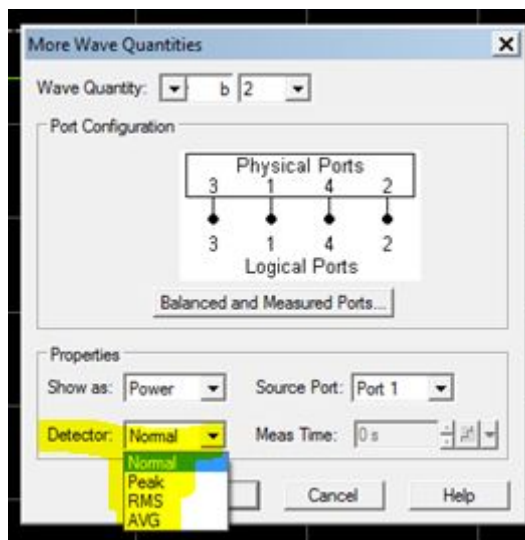 More Wave Quantities
Wave Quantity: b 2
Port Configuration
Physical Ports
3 1 4 2
3 1 4 2
Logical Ports
Balanced and Measured Ports...
Properties
Show as: Power Source Port: Port 1
Detector: Normal Meas Time: 0 s
Normal
Peak
RMS
AVG
Cancel Help